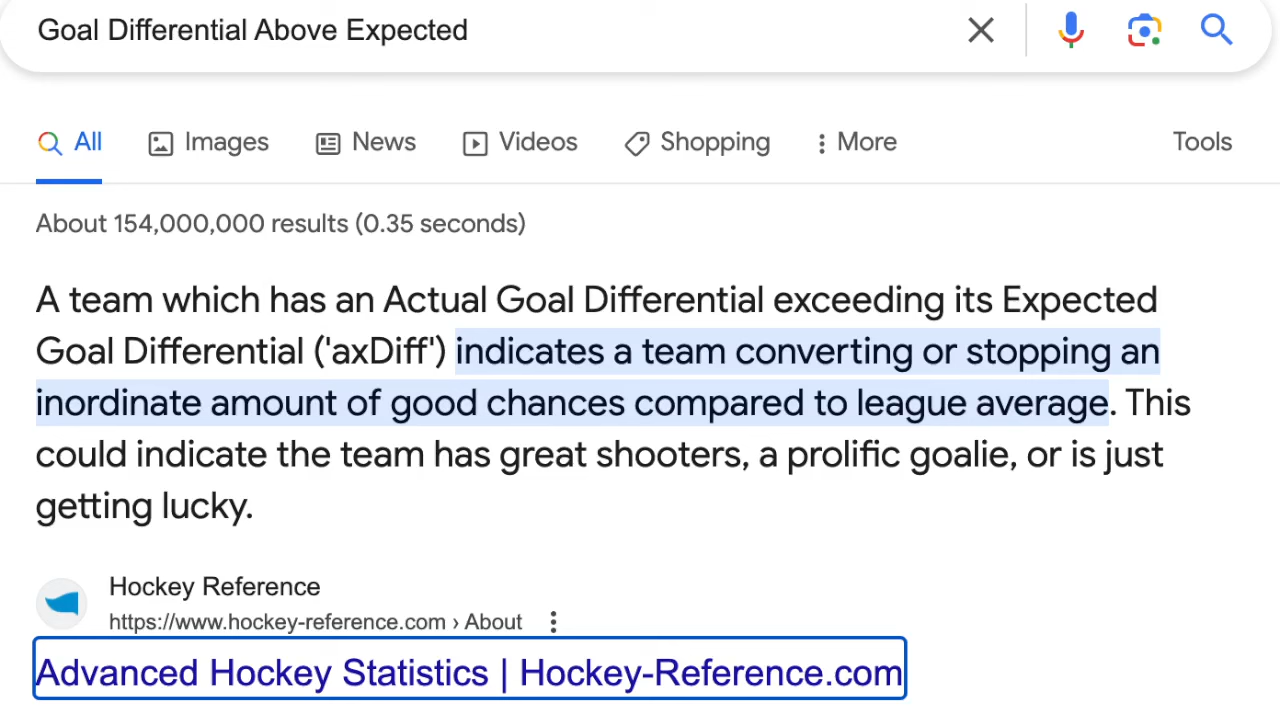 Goal Differential Above Expected
All Images News Videos Shopping More Tools
About 154,000,000 results (0.35 seconds)
A team which has an Actual Goal Differential exceeding its Expected
Goal Differential ('axDiff') indicates a team converting or stopping an
inordinate amount of good chances compared to league average. This
could indicate the team has great shooters, a prolific goalie, or is just
getting lucky.
Hockey Reference
https://www.hockey-reference.com › About
Advanced Hockey Statistics | Hockey-Reference.com